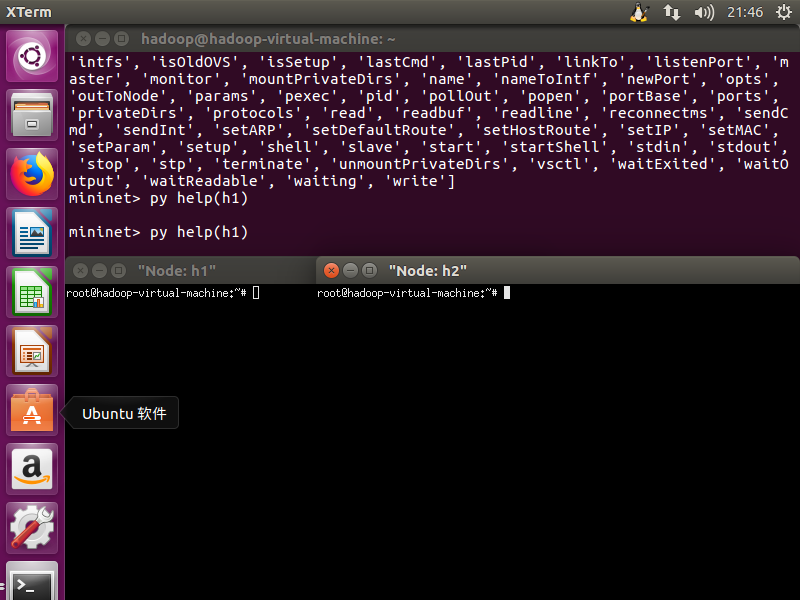 XTerm
21:46
hadoop@hadoop-virtual-machine: ~
'intfs', 'isOldOVS', 'isSetup', 'lastCmd', 'lastPid', 'linkTo', 'listenPort', 'm
aster', 'monitor', 'mountPrivateDirs', 'name', 'nameToIntf', 'newPort', 'opts',
'outToNode', 'params', 'pexec', 'pid', 'pollOut', 'popen', 'portBase', 'ports',
'privateDirs', 'protocols', 'read', 'readbuf', 'readline', 'reconnectms', 'sendC
md', 'sendInt', 'setARP', 'setDefaultRoute', 'setHostRoute', 'setIP', 'setMAC',
'setParam', 'setup', 'shell', 'slave', 'start', 'startShell', 'stdin', 'stdout',
'stop', 'stp', 'terminate', 'unmountPrivateDirs', 'vsctl', 'waitExited', 'waitO
utput', 'waitReadable', 'waiting', 'write']
mininet> py help(h1)
mininet> py help(h1)
"Node: h1"
root@hadoop-virtual-machine:~#
"Node: h2"
root@hadoop-virtual-machine:~#
Ubuntu 软件